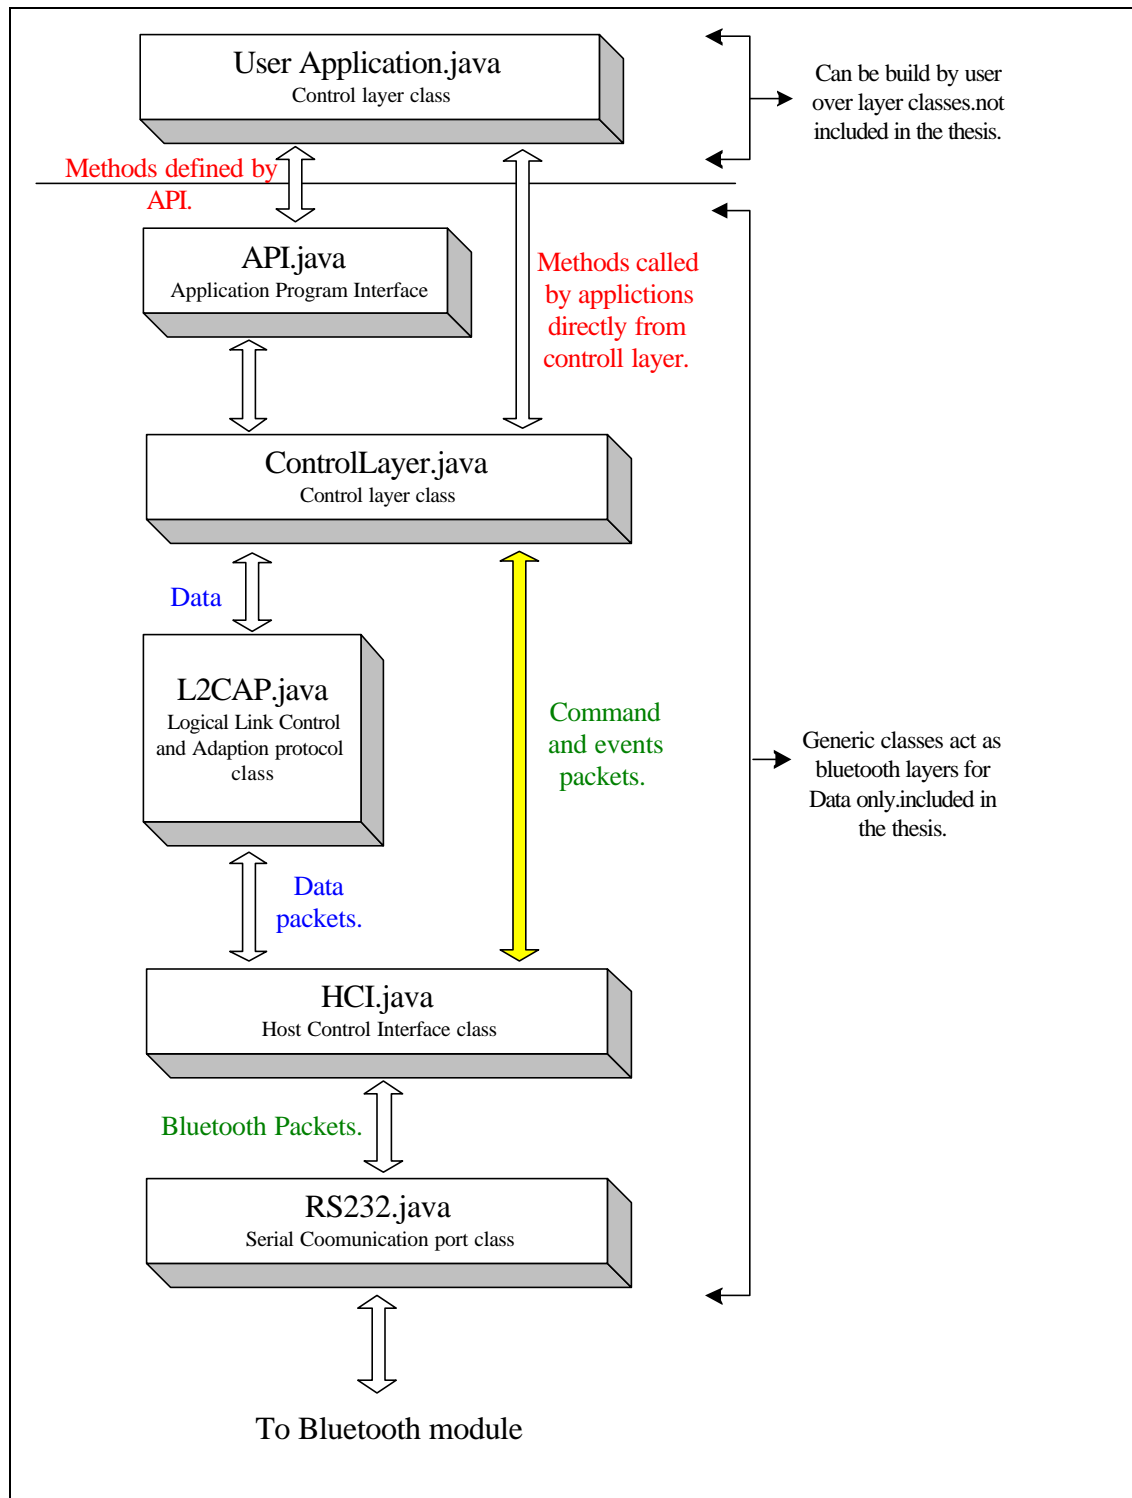 User Application.java
Control layer class
Can be build by user
over layer classes.not
included in the thesis.
Methods defined by
API.
API.java
Application Program Interface
Methods called
by applictions
directly from
controll layer.
ControlLayer.java
Control layer class
Data
L2CAP.java
Logical Link Control
and Adaption protocol
class
Command
and events
packets.
Generic classes act as
bluetooth layers for
Data only.included in
the thesis.
Data
packets.
HCI.java
Host Control Interface class
Bluetooth Packets.
RS232.java
Serial Coomunication port class
To Bluetooth module